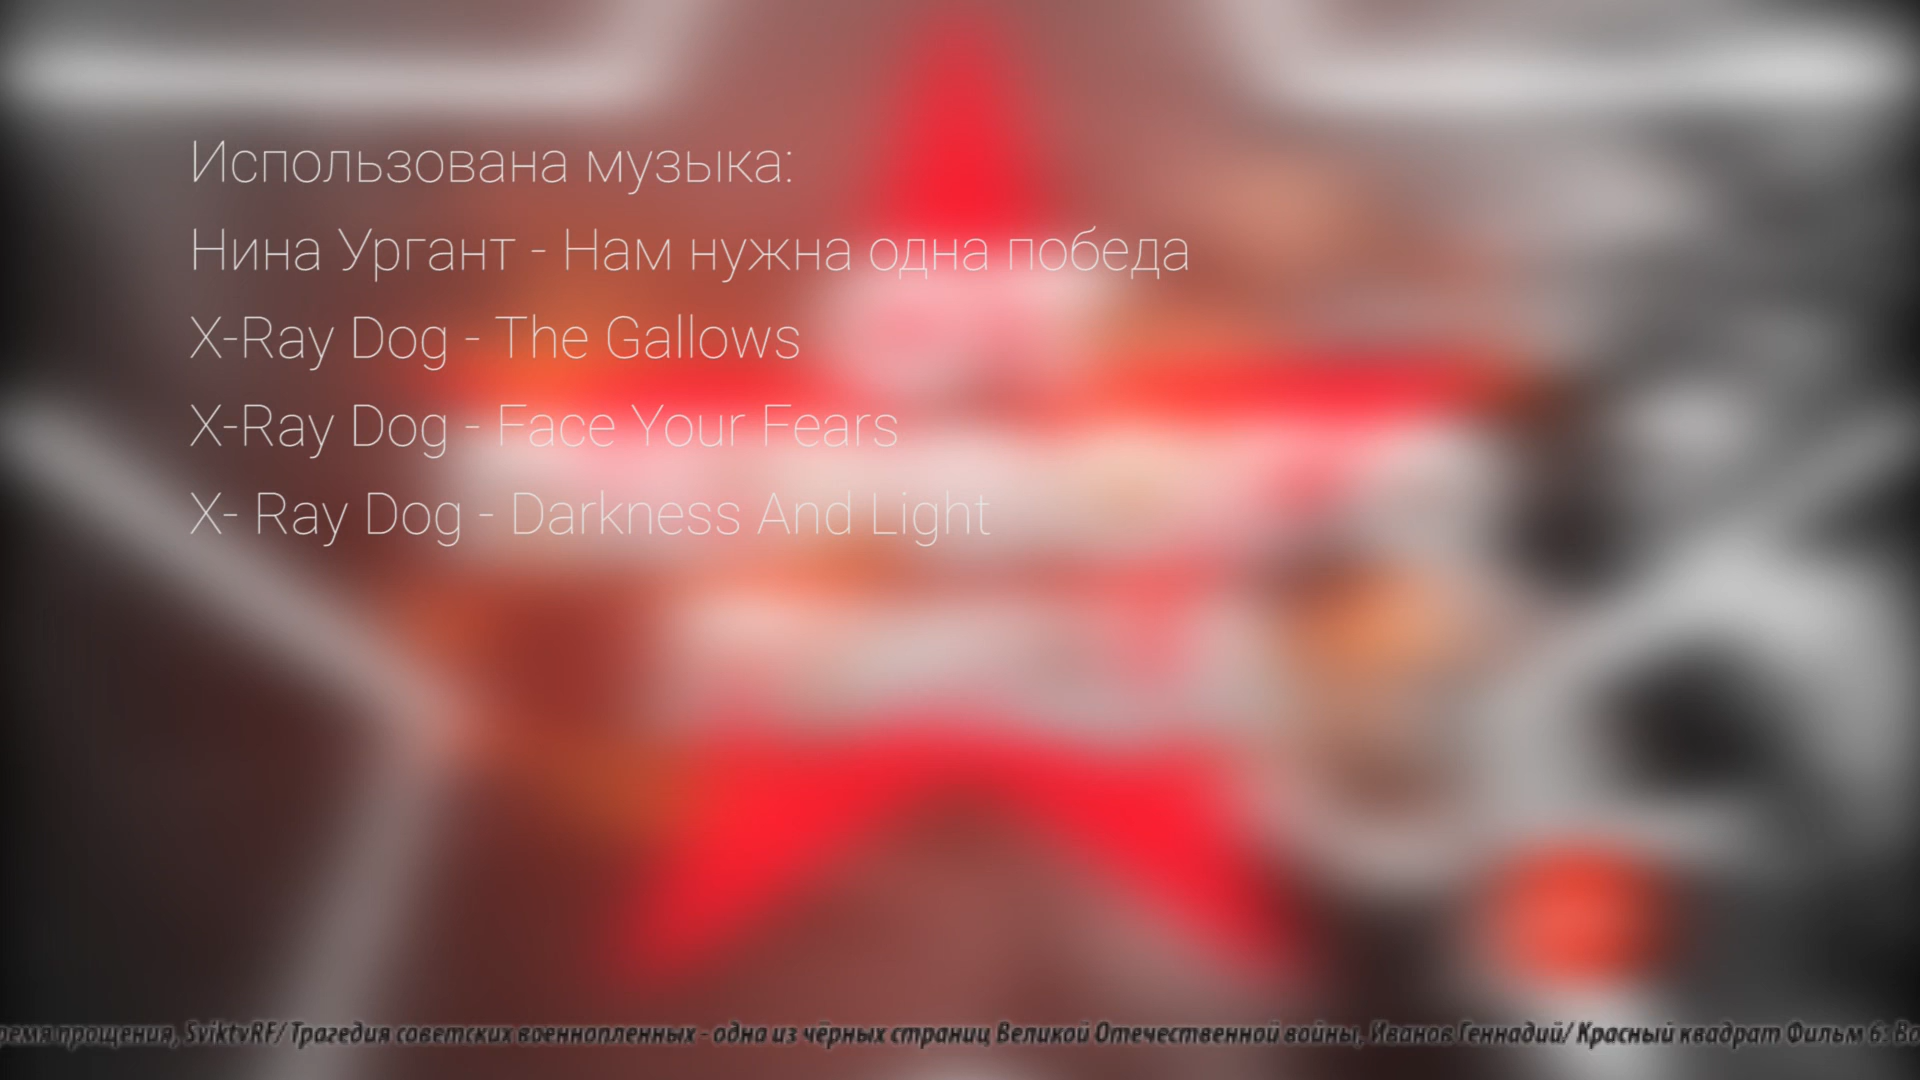 Использована музыка:
Нина Ургант - Нам нужна одна победа
X-Ray Dog - The Gallows
X-Ray Dog - Face Your Fears
X- Ray Dog - Darkness And Light
прощения, SviktvRF/ Трагедия советских военнопленных - одна из чёрных страниц Великой Отечественной войны, Иванов Геннадий/ Красный квадрат Фильм 6: